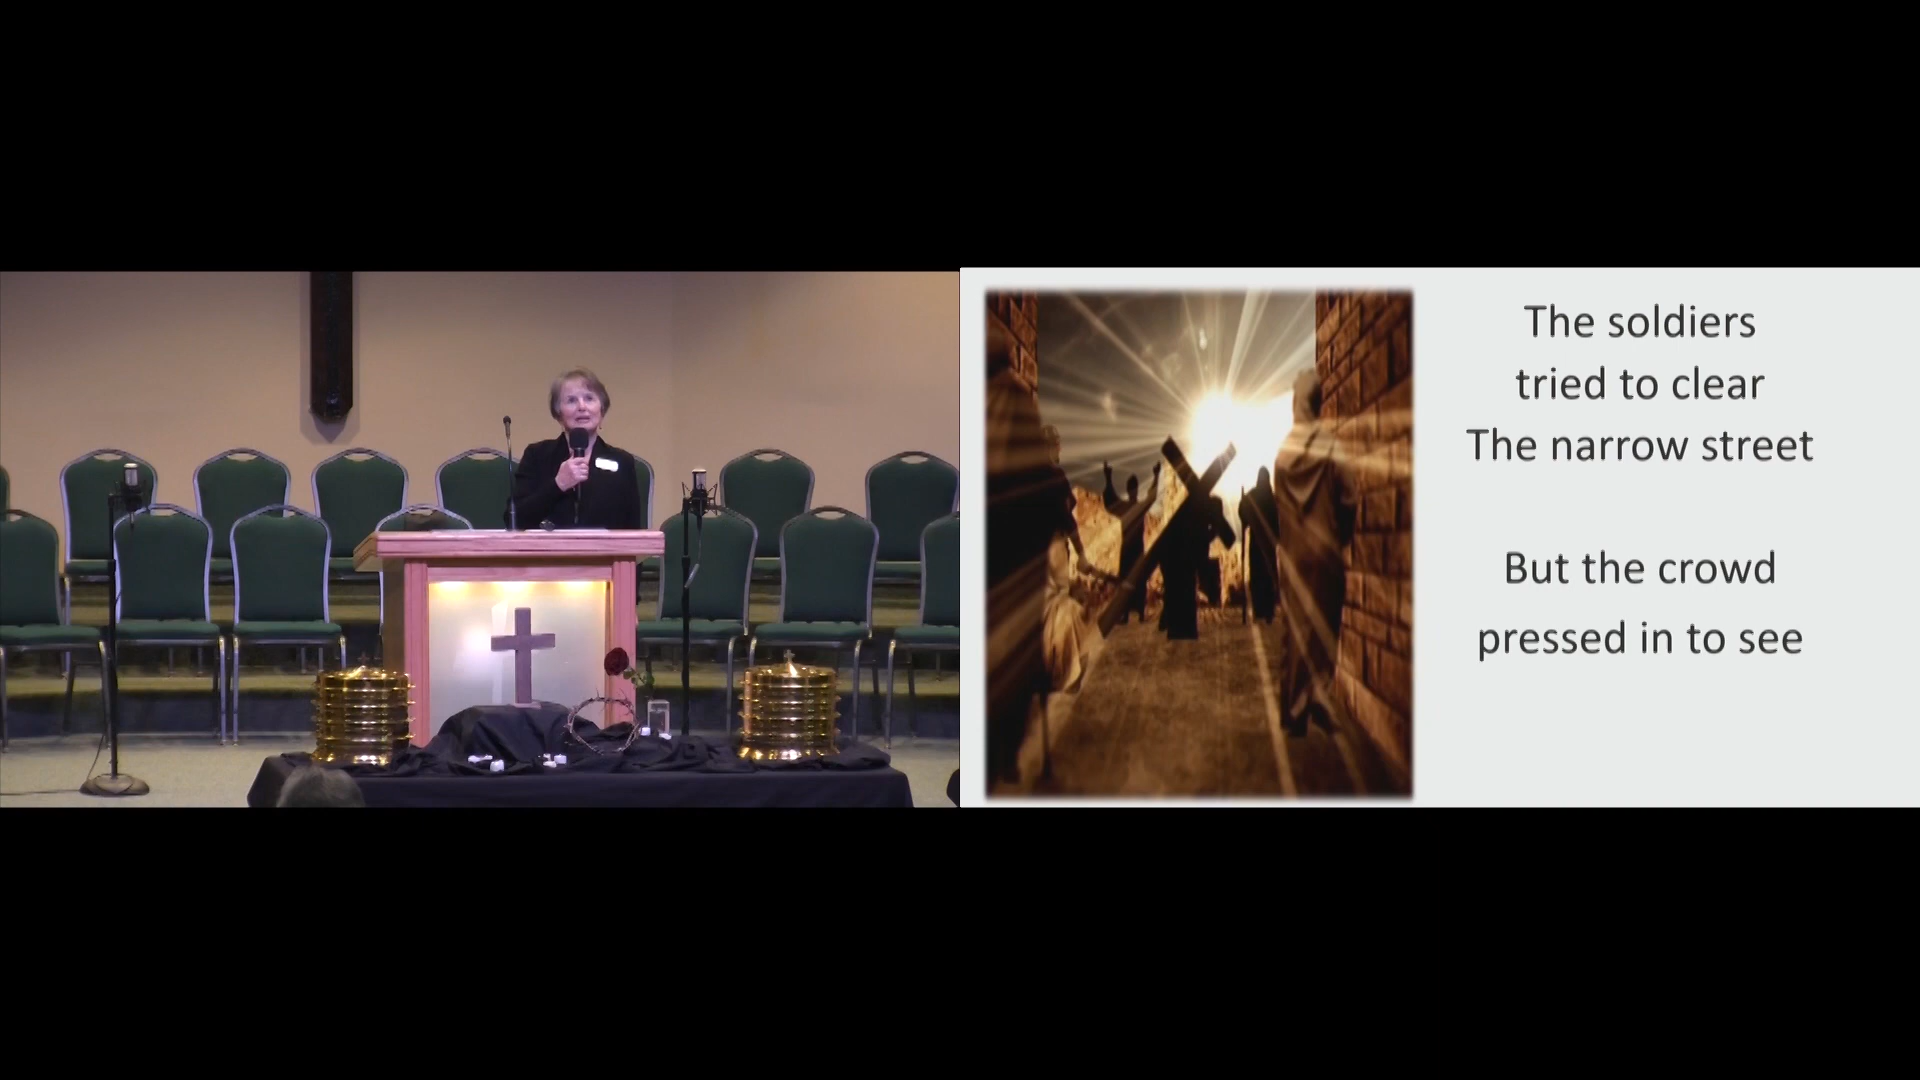 The soldiers
tried to clear
The narrow street
But the crowd
pressed in to see